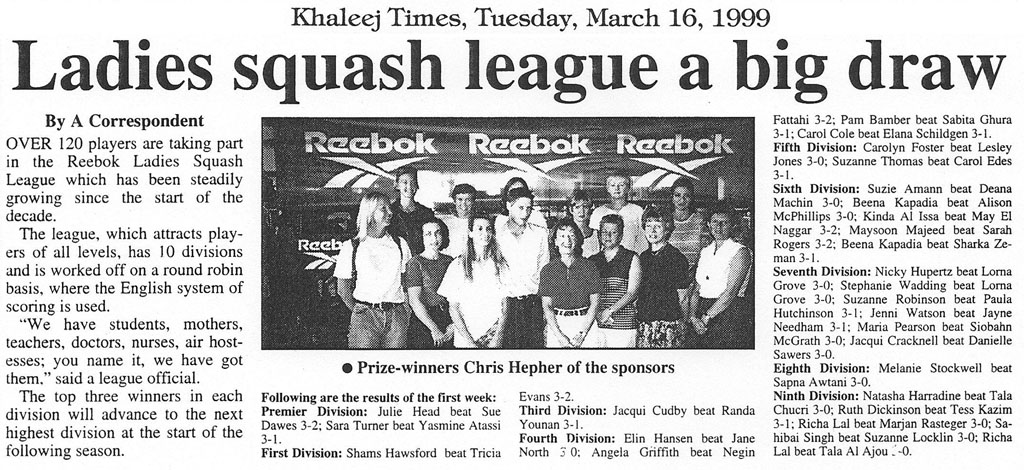 Khaleej Times, Tuesday, March 16, 1999
Ladies squash league a big draw
By A Correspondent
OVER 120 players are taking part
in the Reebok Ladies Squash
League which has been steadily
growing since the start of the
decade.
The league, which attracts play-
ers of all levels, has 10 divisions
and is worked off on a round robin
basis, where the English system of
scoring is used.
"We have students, mothers,
teachers, doctors, nurses, air host-
esses; you name it, we have got
them," said a league official.
The top three winners in each
division will advance to the next
highest division at the start of the
following season.
Reebok Reebok Reebok
Reeb
● Prize-winners Chris Hepher of the sponsors
Following are the results of the first week:
Premier Division: Julie Head beat Sue
Dawes 3-2; Sara Turner beat Yasmine Atassi
3-1.
First Division: Shams Hawsford beat Tricia
Evans 3-2.
Third Division: Jacqui Cudby beat Randa
Younan 3-1.
Fourth Division: Elin Hansen beat Jane
North 3 0; Angela Griffith beat Negin
Fattahi 3-2; Pam Bamber beat Sabita Ghura
3-1; Carol Cole beat Elana Schildgen 3-1.
Fifth Division: Carolyn Foster beat Lesley
Jones 3-0; Suzanne Thomas beat Carol Edes
3-1.
Sixth Division: Suzie Amann beat Deana
Machin 3-0; Beena Kapadia beat Alison
McPhillips 3-0; Kinda Al Issa beat May El
Naggar 3-2; Maysoon Majeed beat Sarah
Rogers 3-2; Beena Kapadia beat Sharka Ze-
man 3-1.
Seventh Division: Nicky Hupertz beat Lorna
Grove 3-0; Stephanie Wadding beat Lorna
Grove 3-0; Suzanne Robinson beat Paula
Hutchinson 3-1; Jenni Watson beat Jayne
Needham 3-1; Maria Pearson beat Siobahn
McGrath 3-0; Jacqui Cracknell beat Danielle
Sawers 3-0.
Eighth Division: Melanie Stockwell beat
Sapna Awtani 3-0.
Ninth Division: Natasha Harradine beat Tala
Chucri 3-0; Ruth Dickinson beat Tess Kazim
3-1; Richa Lal beat Marjan Rasteger 3-0; Sa-
hibai Singh beat Suzanne Locklin 3-0; Richa
Lal beat Tala Al Ajou -0.